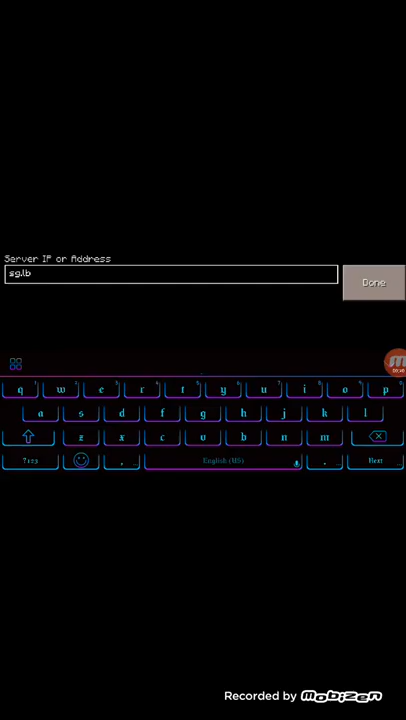 Server IP or Address
sg.lb
Done
q w e r t y u i o p
a s d f g h j k l
z x c v b n m
?123 , English (US) . Next
Recorded by mobizen